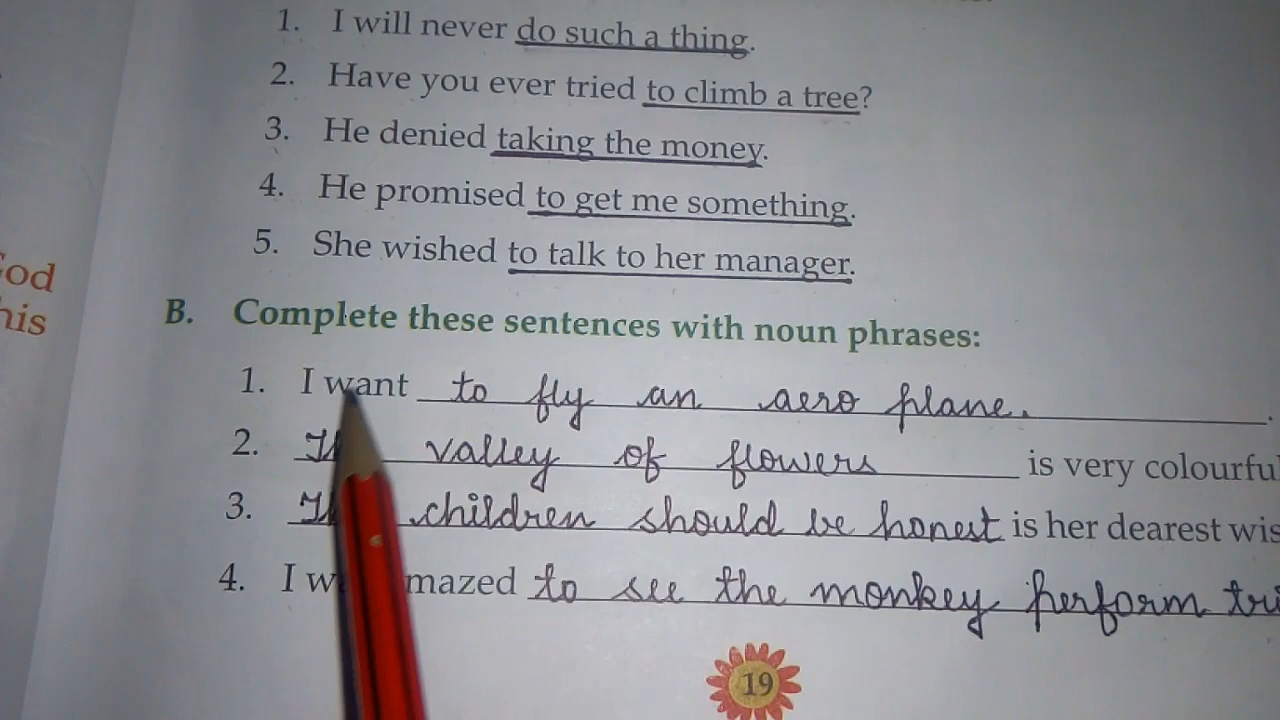 1. I will never do such a thing.
2. Have you ever tried to climb a tree?
3. He denied taking the money.
4. He promised to get me something.
5. She wished to talk to her manager.
God
his
B. Complete these sentences with noun phrases:
1. I want to fly an aero plane. .
2. valley of flowers is very colourful
3. children should be honest is her dearest
4. I mazed to see the monkey perform
19